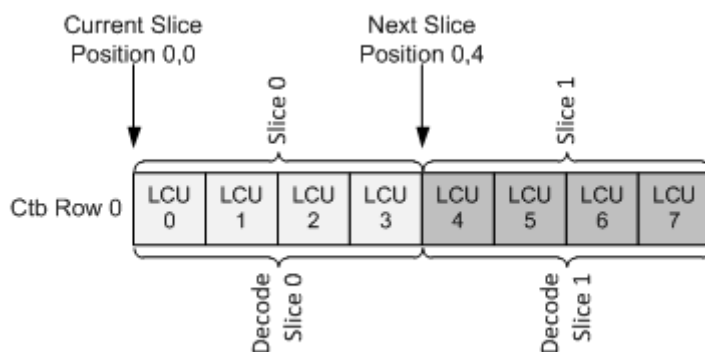 Current Slice
Position 0,0
Next Slice
Position 0,4
Slice 0
Slice 1
Ctb Row 0
LCU
0
LCU
1
LCU
2
LCU
3
LCU
4
LCU
5
LCU
6
LCU
7
Decode
Slice 0
Decode
Slice 1